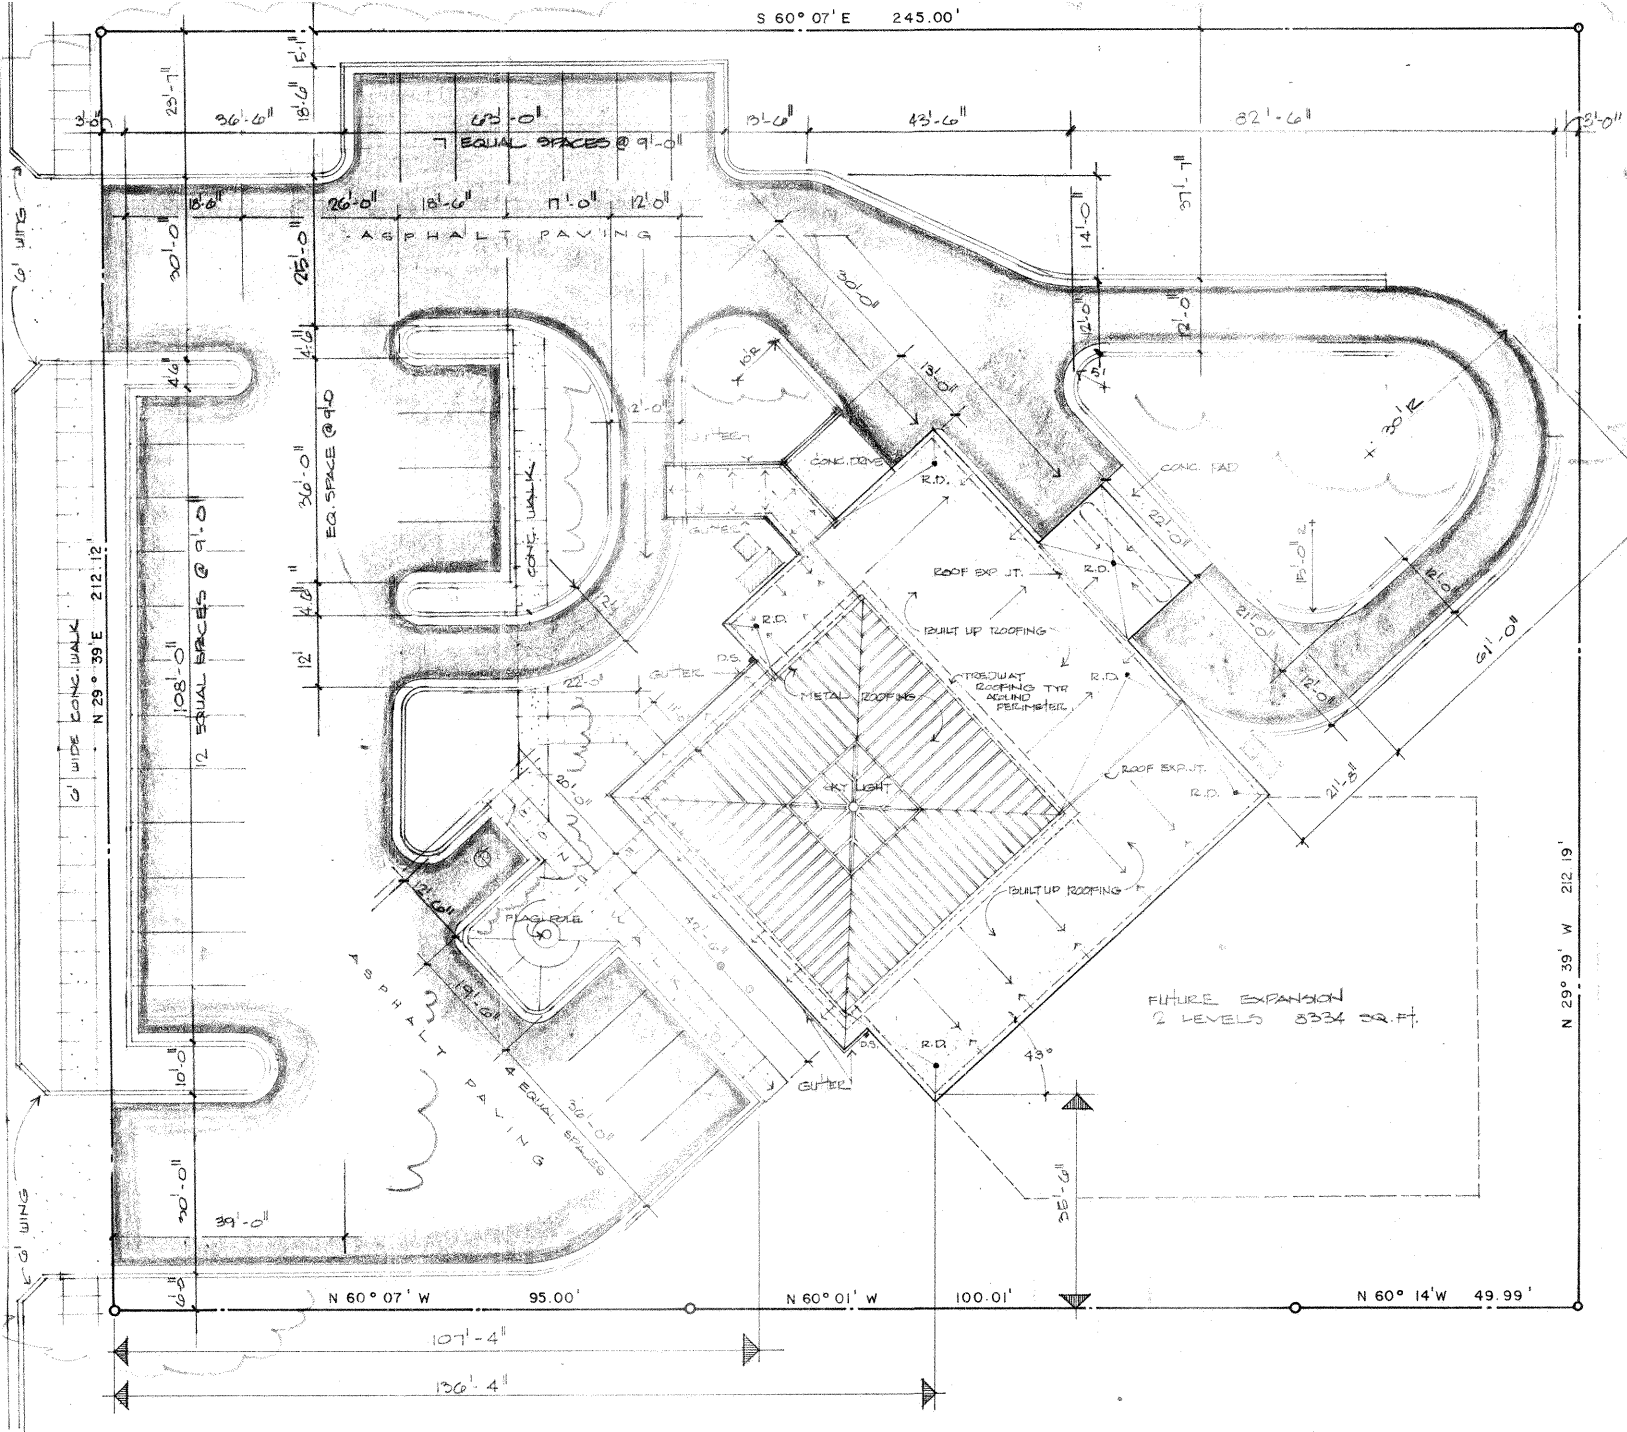 S 60° 07' E 245.00'
5'-1"
23'-7"
18'-6"
3'-0"
36'-6"
63'-0"
7 EQUAL SPACES @ 9'-0"
13'-6"
43'-6"
82'-6"
3'-0"
37'-7"
18'-6"
26'-0"
18'-6"
17'-0"
12'-0"
ASPHALT PAVING
6' WING
30'-0"
25'-0"
14'-0"
30'-0"
12'-0"
12'-0"
4'-6"
4'6"
10'R
13'-0"
5'
30'R
EQ. SPACE @ 9'-0
36'-0"
CONC. DRIVE
R.D.
CONC. PAD
CONC. WALK
22'-0"
15'-0"R
12'-0"
ROOF EXP. JT.
R.D.
N 29° 39' E 212.12'
6' WIDE CONC. WALK
108'-0"
12 EQUAL SPACES @ 9'-0"
4'-6"
24
R.D.
BUILT UP ROOFING
21'-0"
61'-0"
12'
D.S.
GUTTER
22'-0"
METAL ROOFING
TREDWAY
ROOFING TYP
AROUND
PERIMETER
R.D.
12'-0"
20'-0"
SKY LIGHT
ROOF EXP. JT.
R.D.
21'-8"
12'-6"
FLAG POLE
42'-6"
BUILT UP ROOFING
N 29° 39' W 212.19'
ASPHALT PAVING
19'-6"
FUTURE EXPANSION
2 LEVELS 8334 SQ.FT.
D.S.
R.D.
43°
GUTTER
10'-0
4 EQUAL SPACES
36'-0"
30'-0"
39'-0"
35'-6"
6' WING
6'-0"
N 60° 07' W 95.00'
N 60° 01' W 100.01'
N 60° 14' W 49.99'
107'-4"
136'-4"